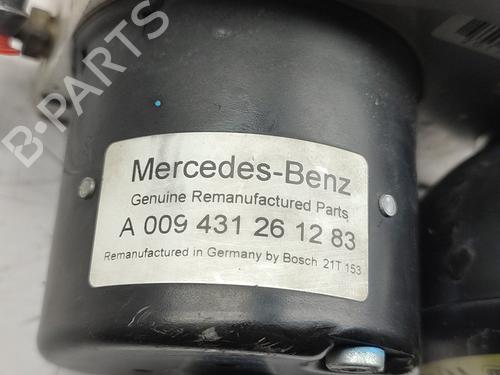 B-PARTS
Mercedes-Benz
Genuine Remanufactured Parts
A 009 431 26 12 83
Remanufactured in Germany by Bosch 21T 153